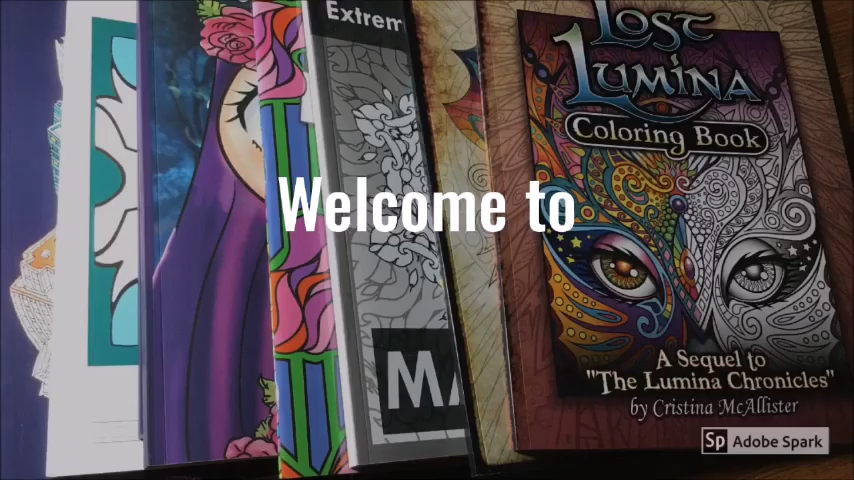 Extrem
Lost
Lumina
Coloring Book
Welcome to
MA
A Sequel to
"The Lumina Chronicles"
by Cristina McAllister
Sp Adobe Spark